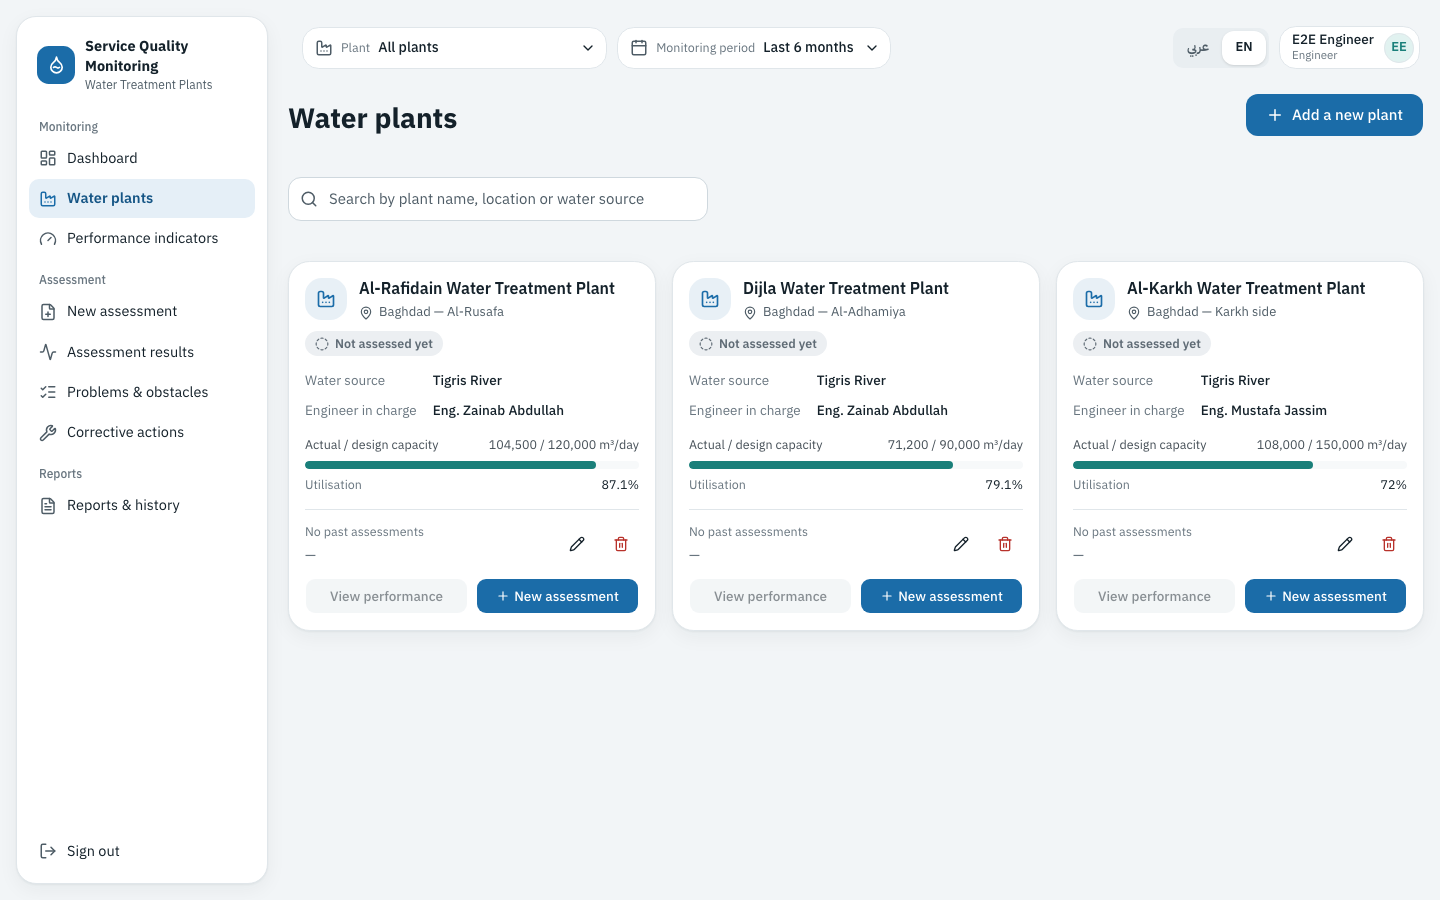 Service Quality
Monitoring
Water Treatment Plants
Monitoring
Dashboard
Water plants
Performance indicators
Assessment
New assessment
Assessment results
Problems & obstacles
Corrective actions
Reports
Reports & history
Sign out
Plant All plants
Monitoring period Last 6 months
عربي EN
E2E Engineer
Engineer
EE
Water plants
Add a new plant
Search by plant name, location or water source
Al-Rafidain Water Treatment Plant
Baghdad — Al-Rusafa
Not assessed yet
Water source Tigris River
Engineer in charge Eng. Zainab Abdullah
Actual / design capacity 104,500 / 120,000 m³/day
Utilisation 87.1%
No past assessments
—
View performance
+ New assessment
Dijla Water Treatment Plant
Baghdad — Al-Adhamiya
Not assessed yet
Water source Tigris River
Engineer in charge Eng. Zainab Abdullah
Actual / design capacity 71,200 / 90,000 m³/day
Utilisation 79.1%
No past assessments
—
View performance
+ New assessment
Al-Karkh Water Treatment Plant
Baghdad — Karkh side
Not assessed yet
Water source Tigris River
Engineer in charge Eng. Mustafa Jassim
Actual / design capacity 108,000 / 150,000 m³/day
Utilisation 72%
No past assessments
—
View performance
+ New assessment